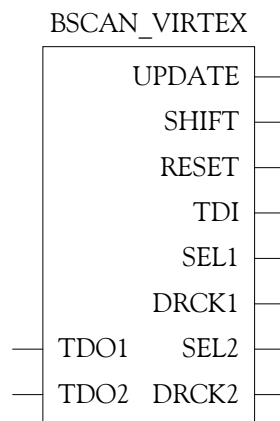 BSCAN_VIRTEX
UPDATE
SHIFT
RESET
TDI
SEL1
DRCK1
TDO1 SEL2
TDO2 DRCK2